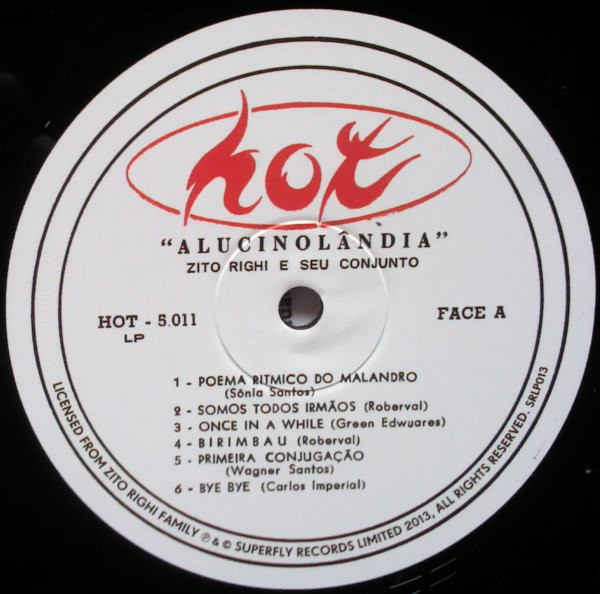 hot
"ALUCINOLÂNDIA"
ZITO RIGHI E SEU CONJUNTO
HOT - 5.011
LP
FACE A
1 - POEMA RITMICO DO MALANDRO
(Sônia Santos)
2 - SOMOS TODOS IRMÃOS (Roberval)
3 - ONCE IN A WHILE (Green Edwuares)
4 - BIRIMBAU (Roberval)
5 - PRIMEIRA CONJUGAÇÃO
(Wagner Santos)
6 - BYE BYE (Carlos Imperial)
LICENSED FROM ZITO RIGHI FAMILY ℗ & © SUPERFLY RECORDS LIMITED 2013, ALL RIGHTS RESERVED. SRLP013